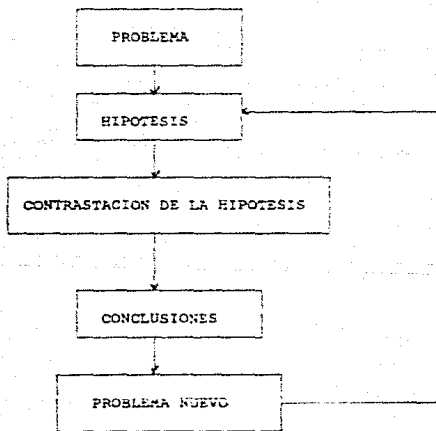 PROBLEMA
HIPOTESIS
CONTRASTACION DE LA HIPOTESIS
CONCLUSIONES
PROBLEMA NUEVO